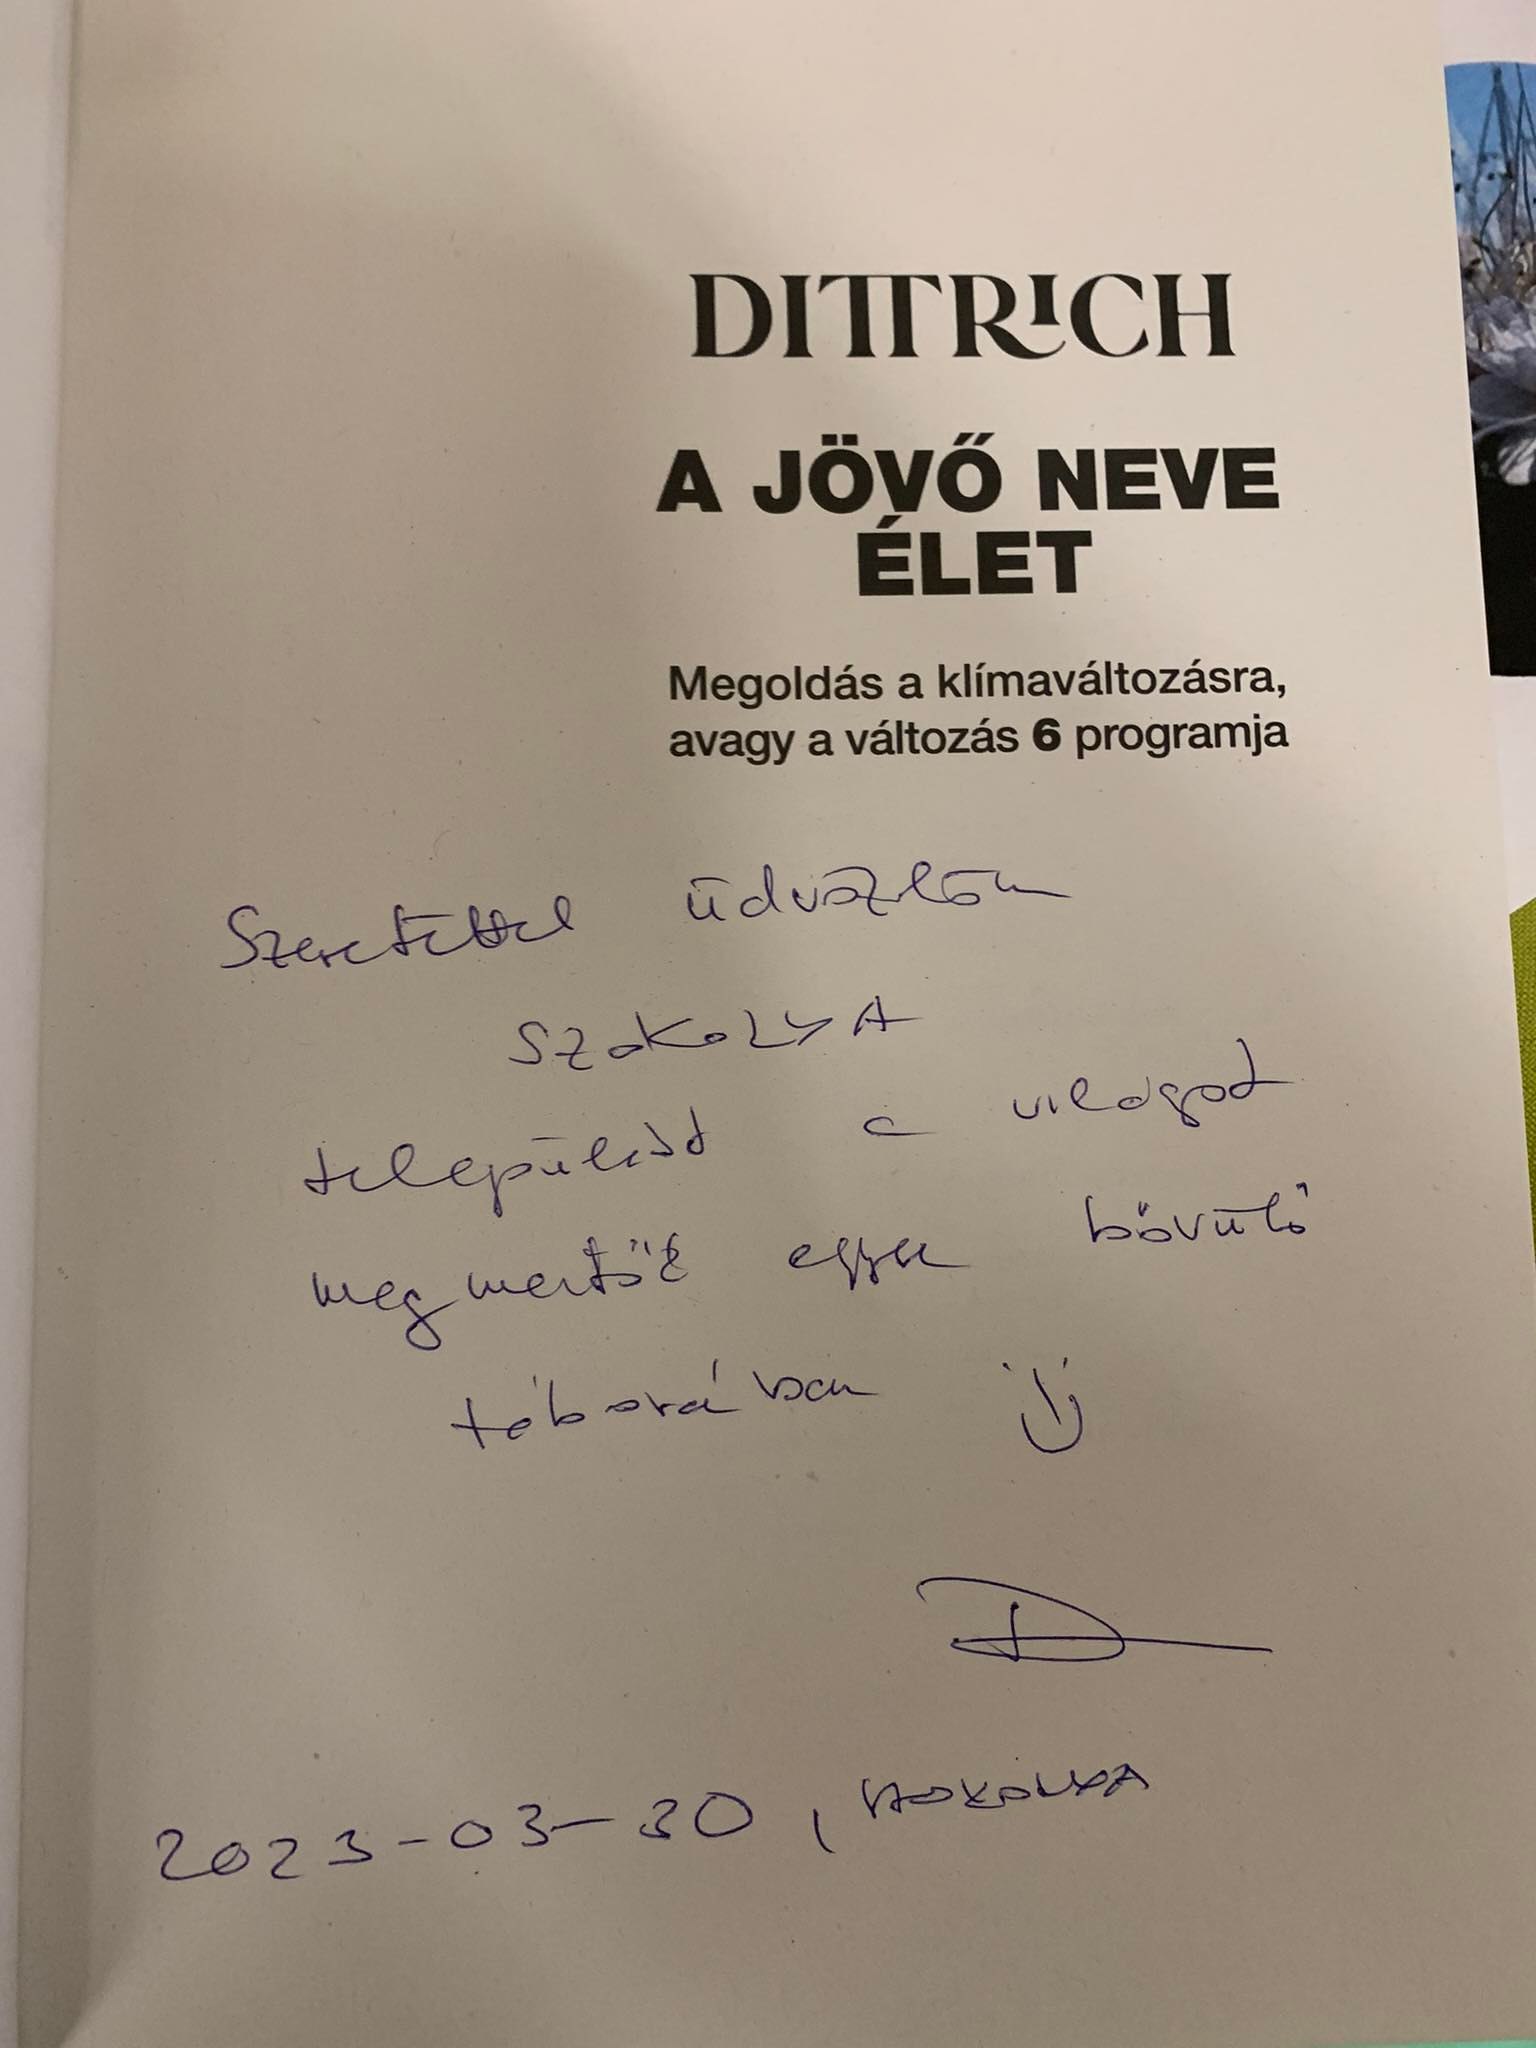 DITTRICH
A JÖVŐ NEVE
ÉLET
Megoldás a klímaváltozásra,
avagy a változás 6 programja
Szeretettel üdvözlöm
SZOKOLYA
települést a világot
megmentők egyre bővülő
táborában
2023-03-30, SZOKOLYA